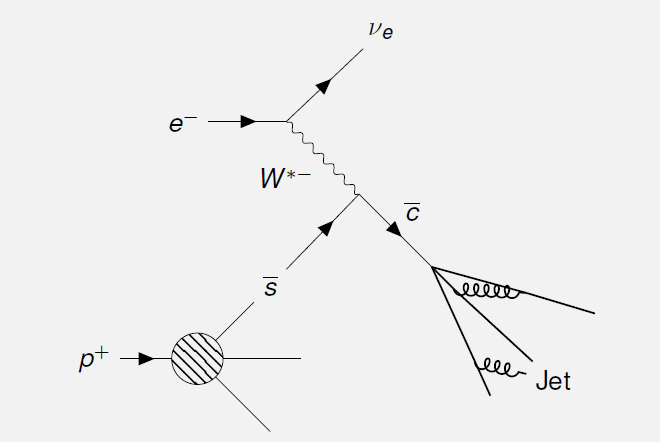 νₑ
e⁻
W*⁻
c̅
s̅
p⁺
Jet